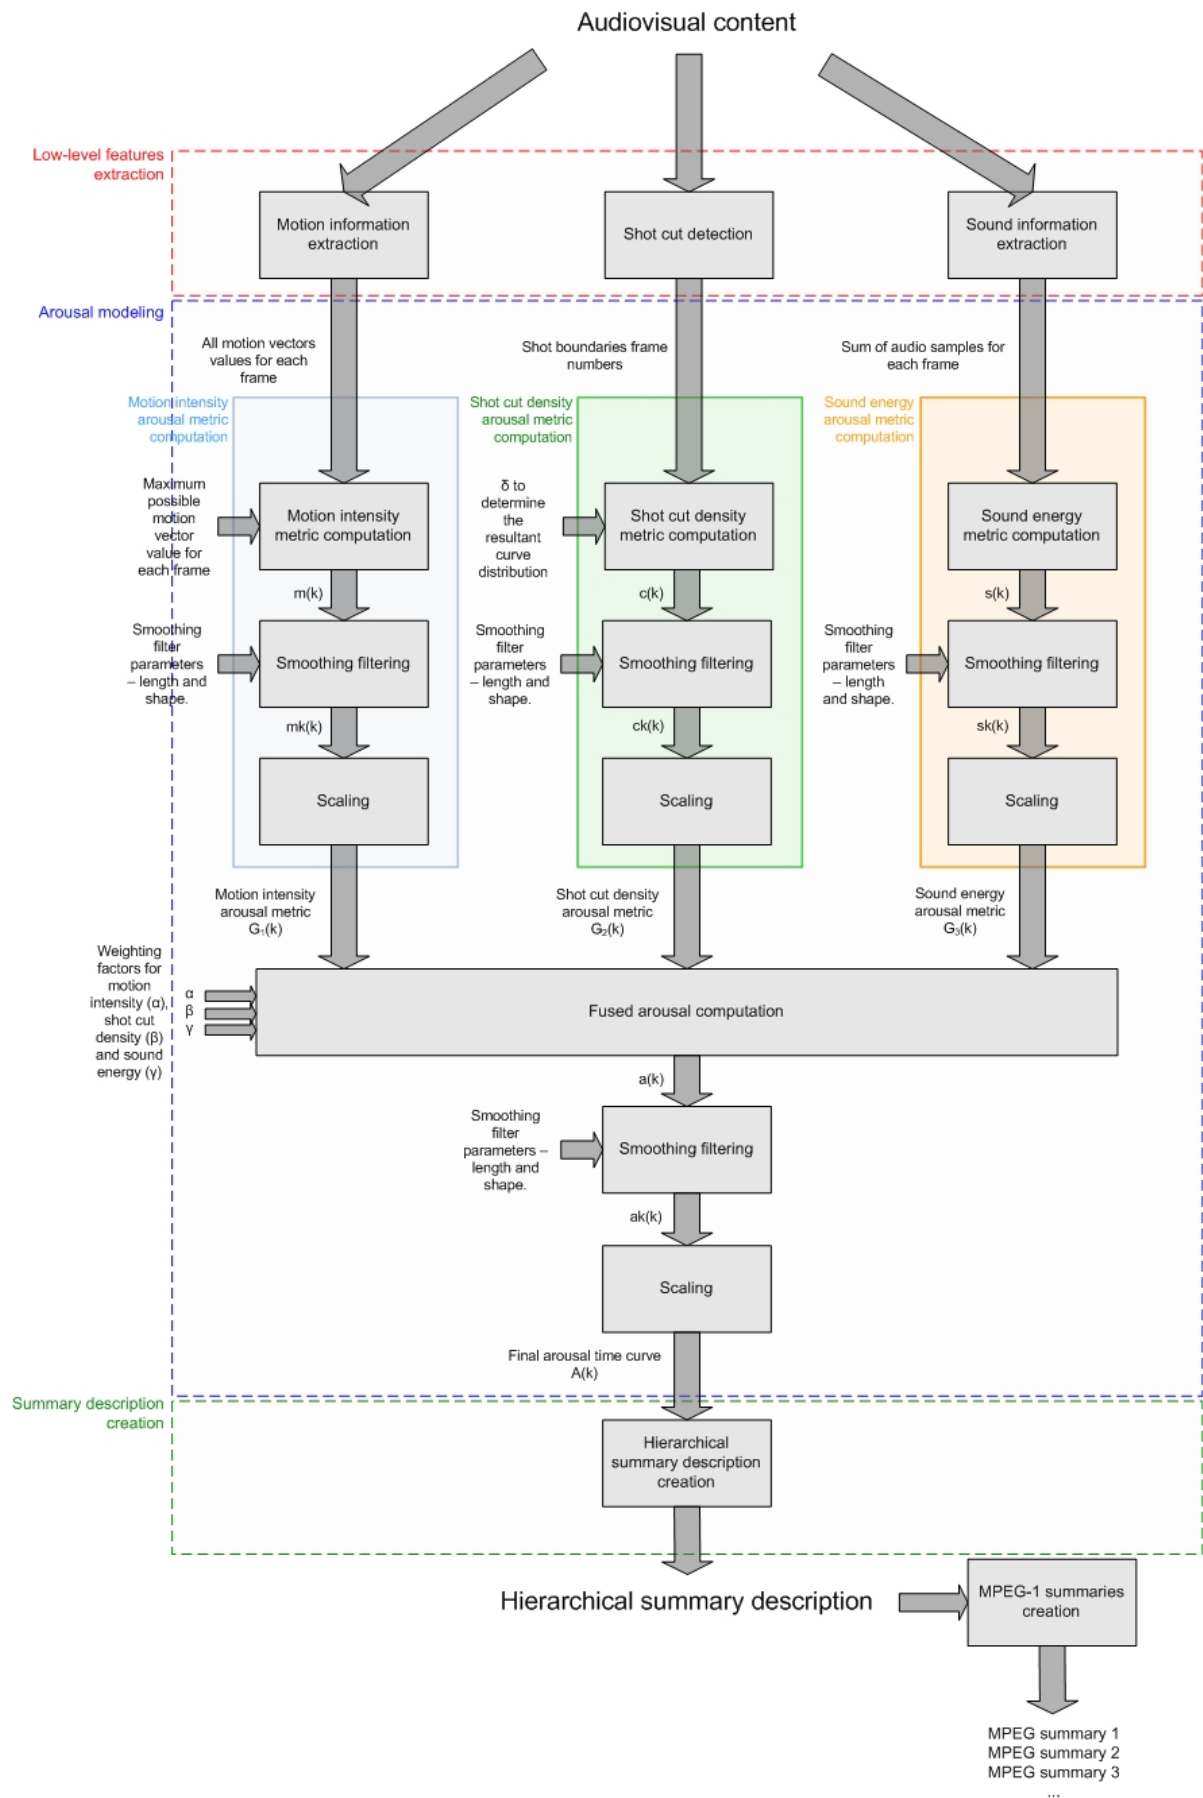 Audiovisual content
Low-level features
extraction
Motion information
extraction
Shot cut detection
Sound information
extraction
Arousal modeling
All motion vectors
values for each
frame
Shot boundaries frame
numbers
Sum of audio samples for
each frame
Motion intensity
arousal metric
computation
Shot cut density
arousal metric
computation
Sound energy
arousal metric
computation
Maximum
possible
motion
vector
value for
each frame
Motion intensity
metric computation
δ to
determine the
resultant
curve
distribution
Shot cut density
metric computation
Sound energy
metric computation
m(k)
c(k)
s(k)
Smoothing
filter
parameters
– length and
shape.
Smoothing filtering
Smoothing
filter
parameters
– length and
shape.
Smoothing filtering
Smoothing
filter
parameters
– length
and shape.
Smoothing filtering
mk(k)
ck(k)
sk(k)
Scaling
Scaling
Scaling
Motion intensity
arousal metric
G₁(k)
Shot cut density
arousal metric
G₂(k)
Sound energy
arousal metric
G₃(k)
Weighting
factors for
motion
intensity (α),
shot cut
density (β)
and sound
energy (γ)
α
β
γ
Fused arousal computation
a(k)
Smoothing
filter
parameters –
length and
shape.
Smoothing filtering
ak(k)
Scaling
Final arousal time curve
A(k)
Summary description
creation
Hierarchical
summary description
creation
Hierarchical summary description
MPEG-1 summaries
creation
MPEG summary 1
MPEG summary 2
MPEG summary 3
...